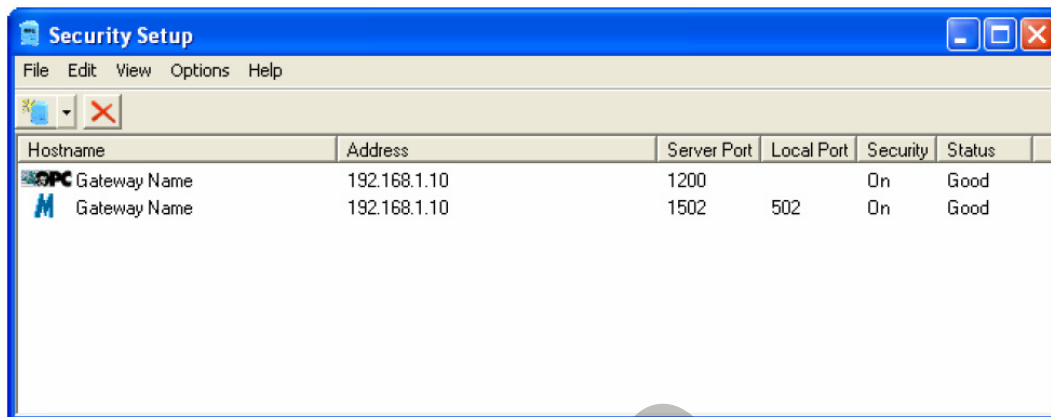 Security Setup
File Edit View Options Help
Hostname Address Server Port Local Port Security Status
OPC Gateway Name 192.168.1.10 1200 On Good
M Gateway Name 192.168.1.10 1502 502 On Good